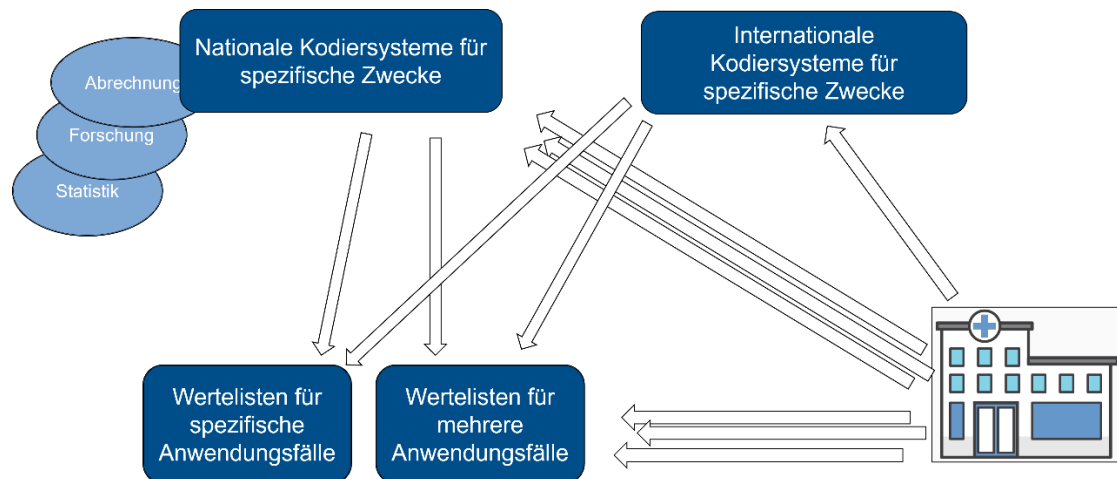 Nationale Kodiersysteme für
spezifische Zwecke
Internationale
Kodiersysteme für
spezifische Zwecke
Abrechnung
Forschung
Statistik
Wertelisten für
spezifische
Anwendungsfälle
Wertelisten für
mehrere
Anwendungsfälle